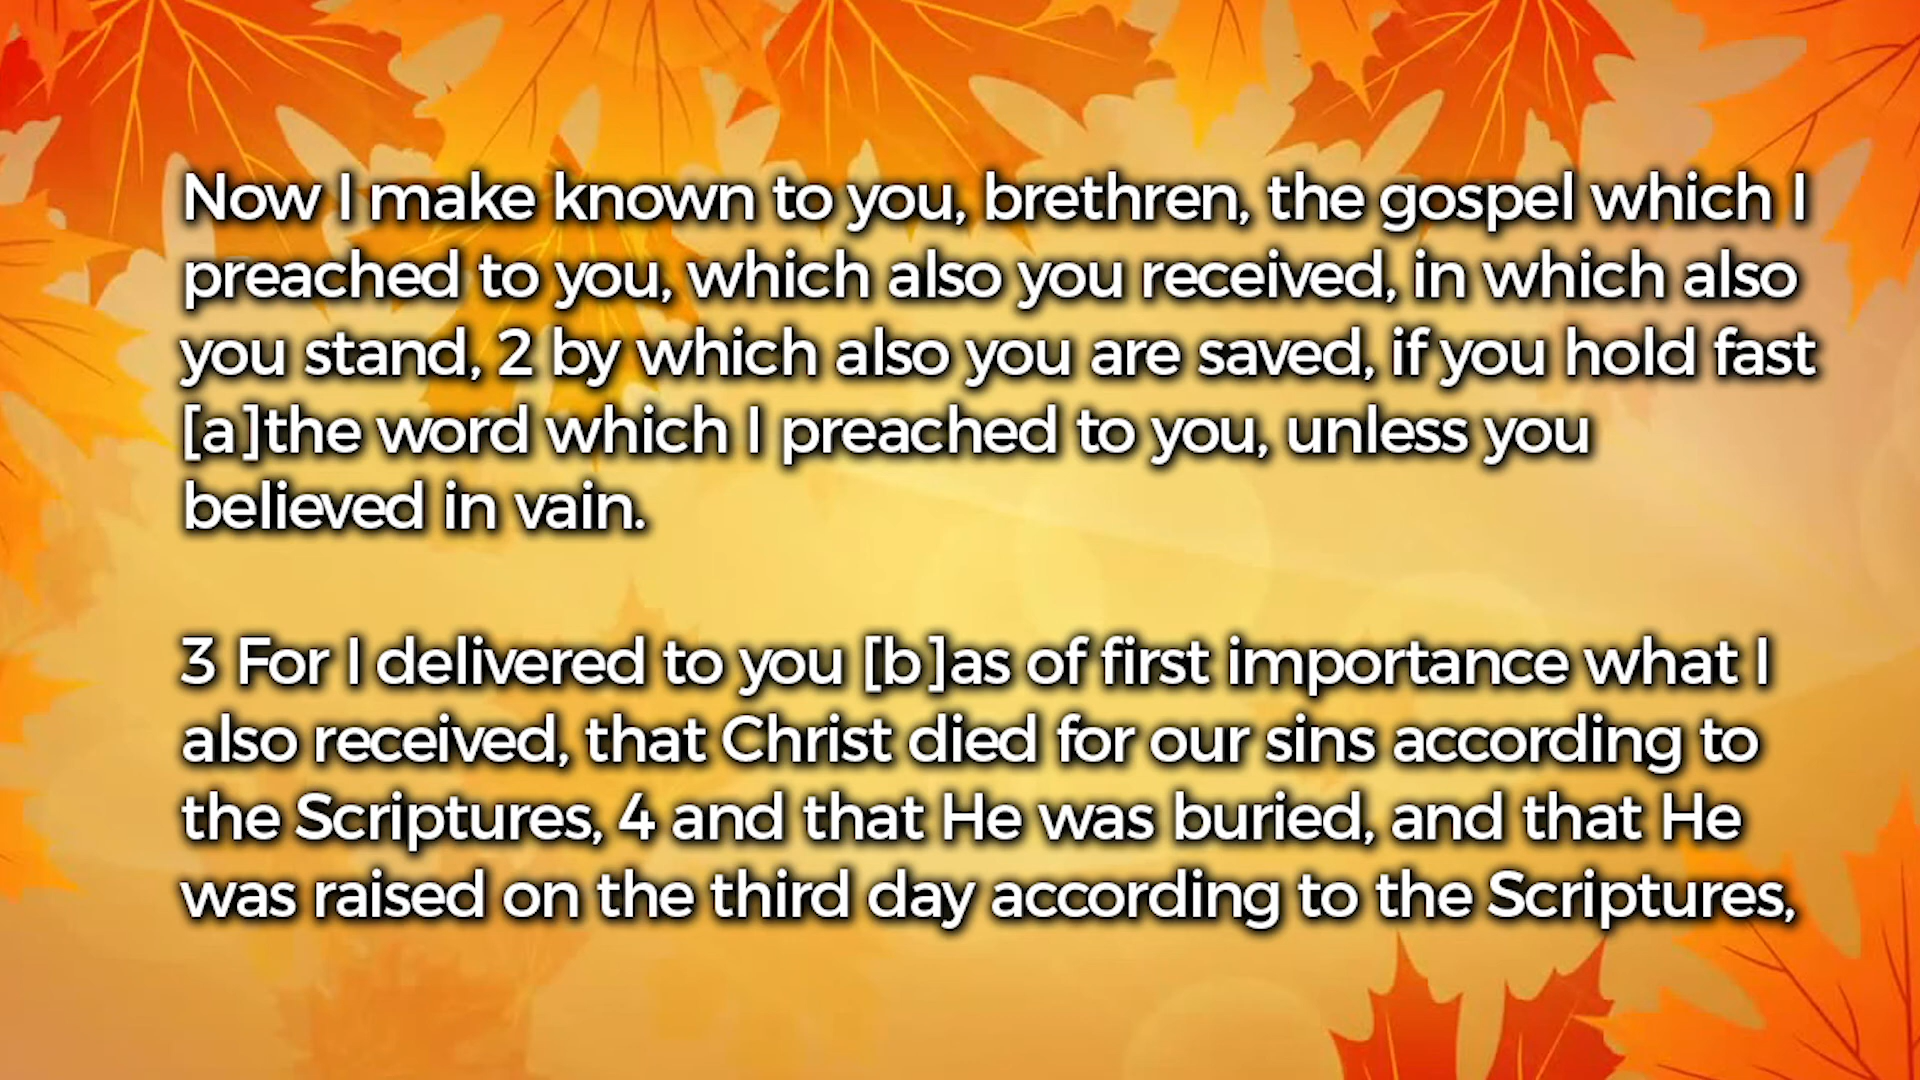 Now I make known to you, brethren, the gospel which I
preached to you, which also you received, in which also
you stand, 2 by which also you are saved, if you hold fast
[a]the word which I preached to you, unless you
believed in vain.
3 For I delivered to you [b]as of first importance what I
also received, that Christ died for our sins according to
the Scriptures, 4 and that He was buried, and that He
was raised on the third day according to the Scriptures,